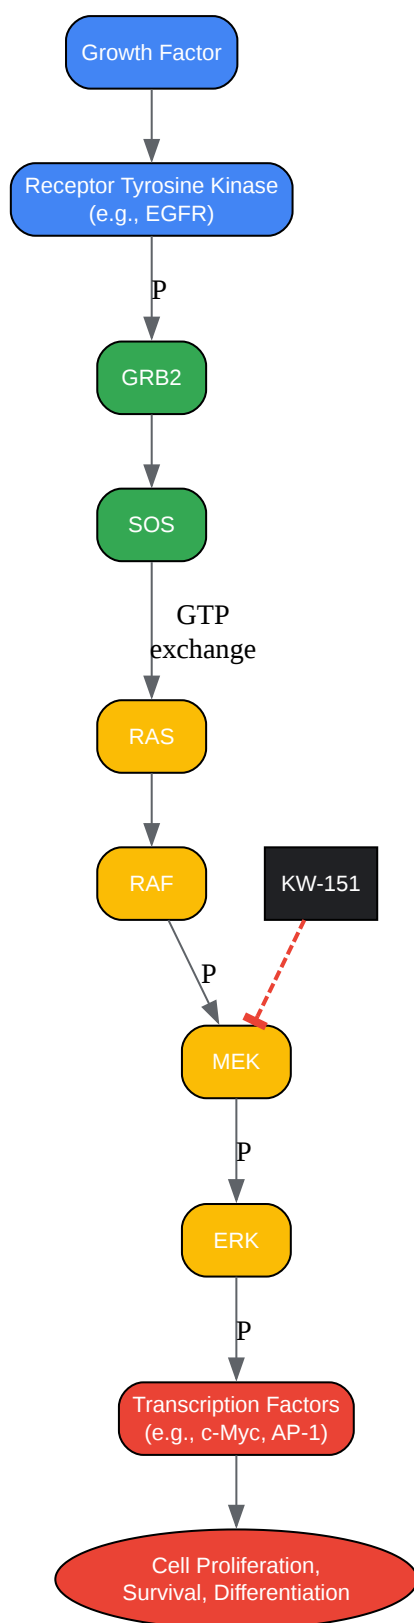 Growth Factor
Receptor Tyrosine Kinase
(e.g., EGFR)
P
GRB2
SOS
GTP
exchange
RAS
RAF
KW-151
P
MEK
P
ERK
P
Transcription Factors
(e.g., c-Myc, AP-1)
Cell Proliferation,
Survival, Differentiation